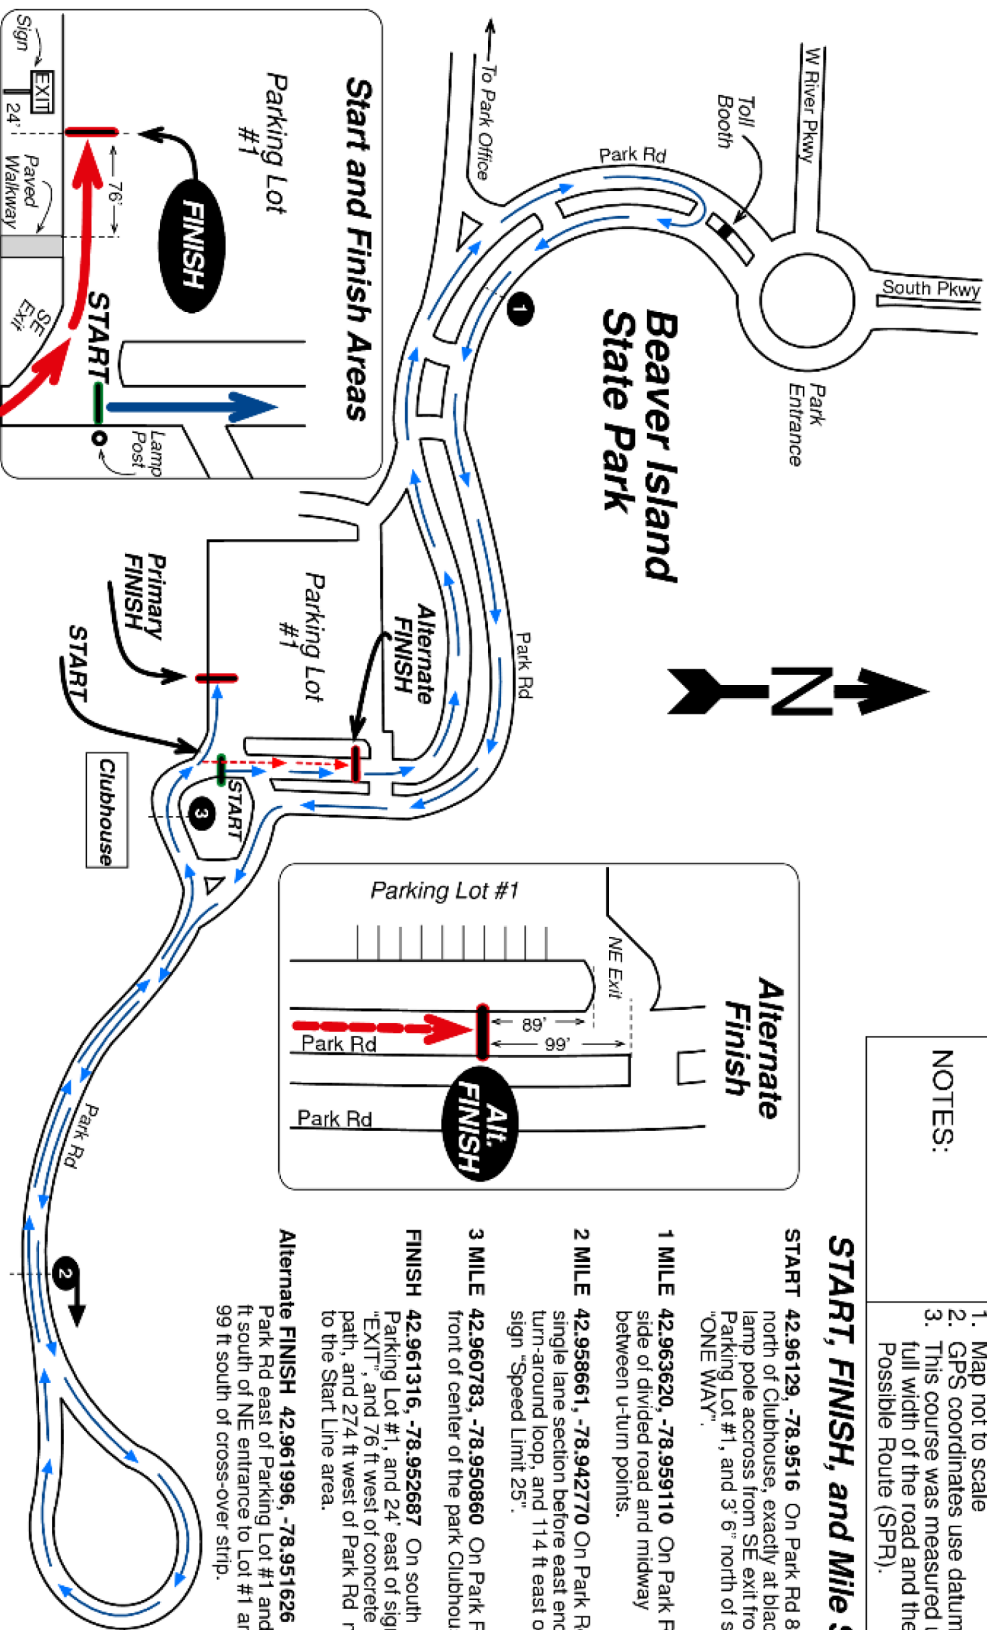 Beaver Island
State Park
W River Pkwy
South Pkwy
Park
Entrance
Toll
Booth
Park Rd
To Park Office
1
N
Park Rd
Start and Finish Areas
Parking Lot
#1
Sign
EXIT
24'
76'
Paved
Walkway
FINISH
START
SE
Exit
Lamp
Post
Parking Lot
#1
Alternate
FINISH
Primary
FINISH
START
START
3
Clubhouse
Park Rd
2
Alternate
Finish
Parking Lot #1
NE Exit
89'
99'
Park Rd
Alt.
FINISH
Park Rd
NOTES:
1. Map not to scale
2. GPS coordinates use datum
3. This course was measured
full width of the road and the
Possible Route (SPR).
START, FINISH, and Mile
START 42.96129, -78.9516 On Park Rd 8
north of Clubhouse, exactly at blac
lamp pole accross from SE exit fro
Parking Lot #1, and 3' 6" north of s
"ONE WAY".
1 MILE 42.963620, -78.959110 On Park
side of divided road and midway
between u-turn points.
2 MILE 42.958661, -78.942770 On Park R
single lane section before east end
turn-around loop, and 114 ft east o
sign "Speed Limit 25".
3 MILE 42.960783, -78.950860 On Park
front of center of the park Clubhou
FINISH 42.961316, -78.952687 On south
Parking Lot #1, and 24' east of sig
"EXIT", and 76 ft west of concrete
path, and 274 ft west of Park Rd
to the Start Line area.
Alternate FINISH 42.961996, -78.951626
Park Rd east of Parking Lot #1 and
ft south of NE entrance to Lot #1 a
99 ft south of cross-over strip.